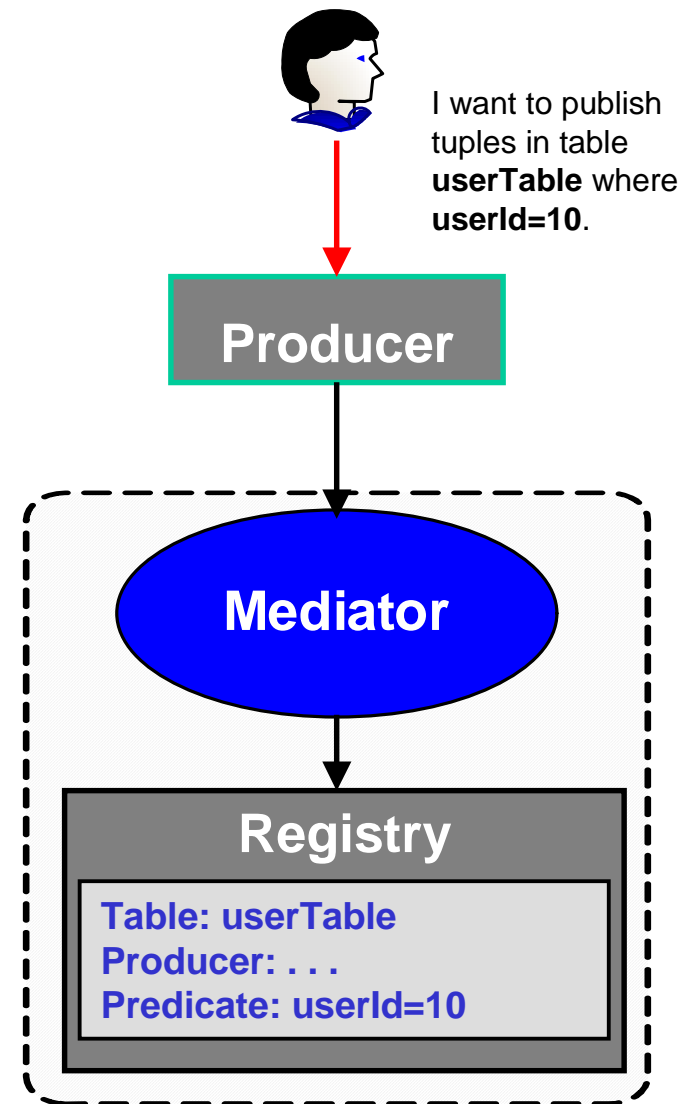 I want to publish
tuples in table
userTable where
userId=10.
Producer
Mediator
Registry
Table: userTable
Producer: . . .
Predicate: userId=10